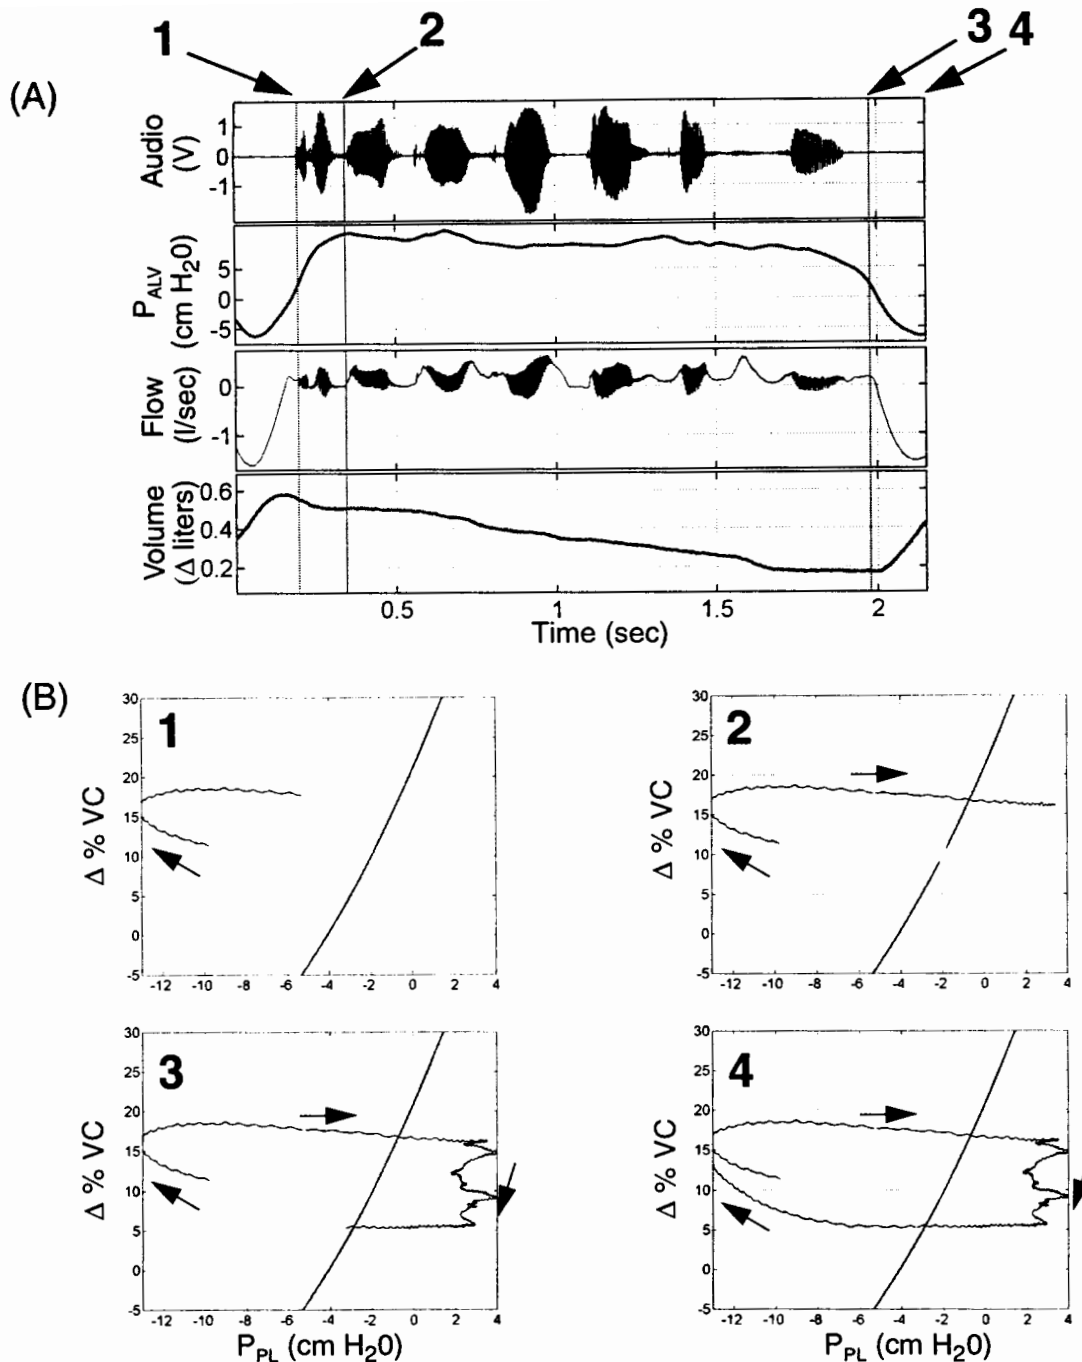 1 2 3 4
(A)
Audio (V)
1
0
-1
P_ALV (cm H_20)
5
0
-5
Flow (l/sec)
0
-1
Volume (Δ liters)
0.6
0.4
0.2
0.5 1 1.5 2
Time (sec)
(B)
1
Δ % VC
30
25
20
15
10
5
0
-5
-12 -10 -8 -6 -4 -2 0 2 4
2
Δ % VC
30
25
20
15
10
5
0
-5
-12 -10 -8 -6 -4 -2 0 2 4
3
Δ % VC
30
25
20
15
10
5
0
-5
-12 -10 -8 -6 -4 -2 0 2 4
P_PL (cm H_20)
4
Δ % VC
30
25
20
15
10
5
0
-5
-12 -10 -8 -6 -4 -2 0 2 4
P_PL (cm H_20)